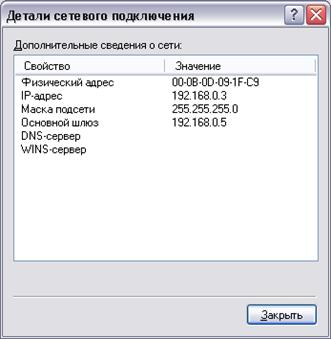 Детали сетевого подключения
Дополнительные сведения о сети:
Свойство Значение
Физический адрес 00-0B-0D-09-1F-C9
IP-адрес 192.168.0.3
Маска подсети 255.255.255.0
Основной шлюз 192.168.0.5
DNS-сервер
WINS-сервер
Закрыть